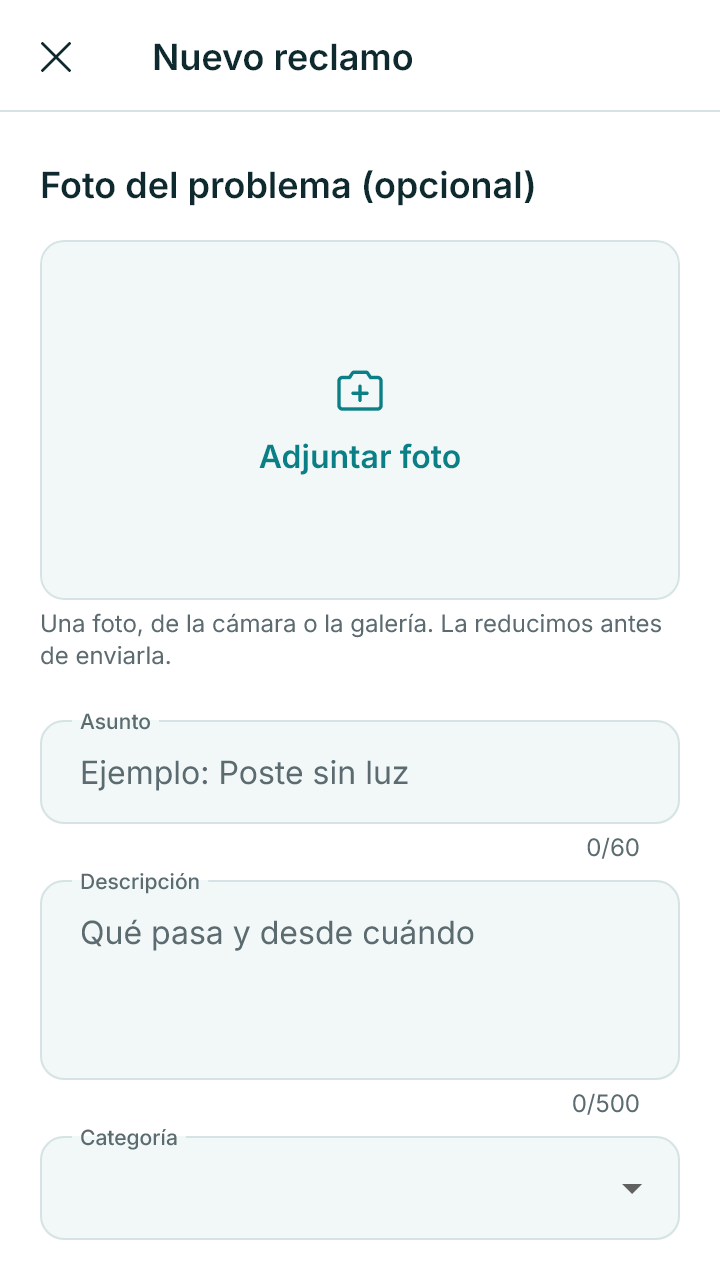 Nuevo reclamo
Foto del problema (opcional)
Adjuntar foto
Una foto, de la cámara o la galería. La reducimos antes
de enviarla.
Asunto
Ejemplo: Poste sin luz
0/60
Descripción
Qué pasa y desde cuándo
0/500
Categoría